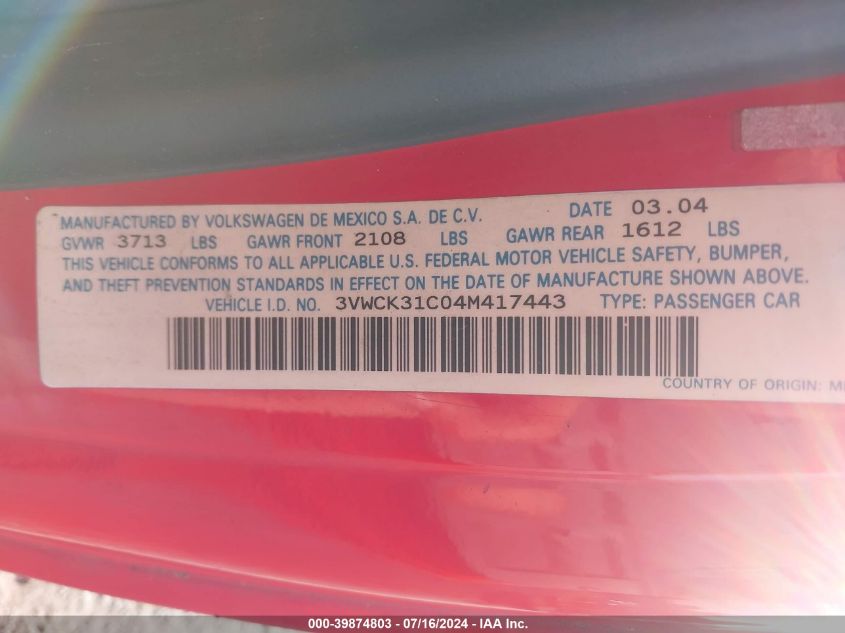 MANUFACTURED BY VOLKSWAGEN DE MEXICO S.A. DE C.V. DATE 03.04
GVWR 3713 LBS GAWR FRONT 2108 LBS GAWR REAR 1612 LBS
THIS VEHICLE CONFORMS TO ALL APPLICABLE U.S. FEDERAL MOTOR VEHICLE SAFETY, BUMPER,
AND THEFT PREVENTION STANDARDS IN EFFECT ON THE DATE OF MANUFACTURE SHOWN ABOVE.
VEHICLE I.D. NO. 3VWCK31C04M417443 TYPE: PASSENGER CAR
COUNTRY OF ORIGIN:
000-39874803 / 07/16/2024 - IAA Inc.